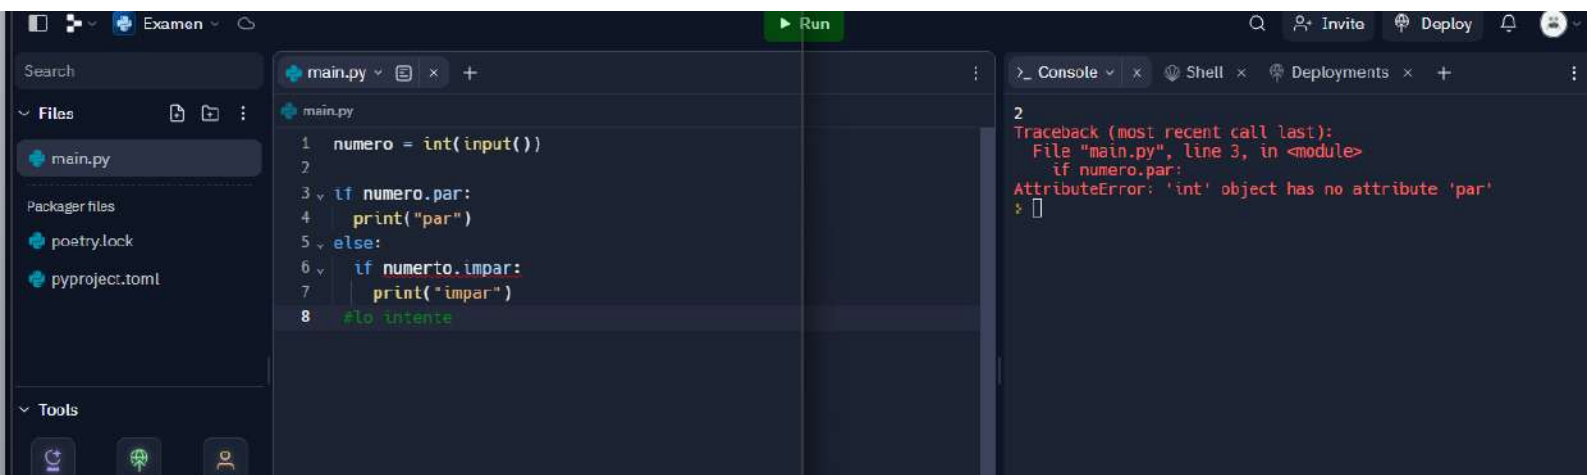 Examen
Run
Invite
Deploy
Search
Files
main.py
Packager files
poetry.lock
pyproject.toml
Tools
main.py
main.py
1 numero = int(input())
2
3 if numero.par:
4 print("par")
5 else:
6 if numerto.impar:
7 print("impar")
8 #lo intente
>_ Console
Shell
Deployments
2
Traceback (most recent call last):
File "main.py", line 3, in <module>
if numero.par:
AttributeError: 'int' object has no attribute 'par'